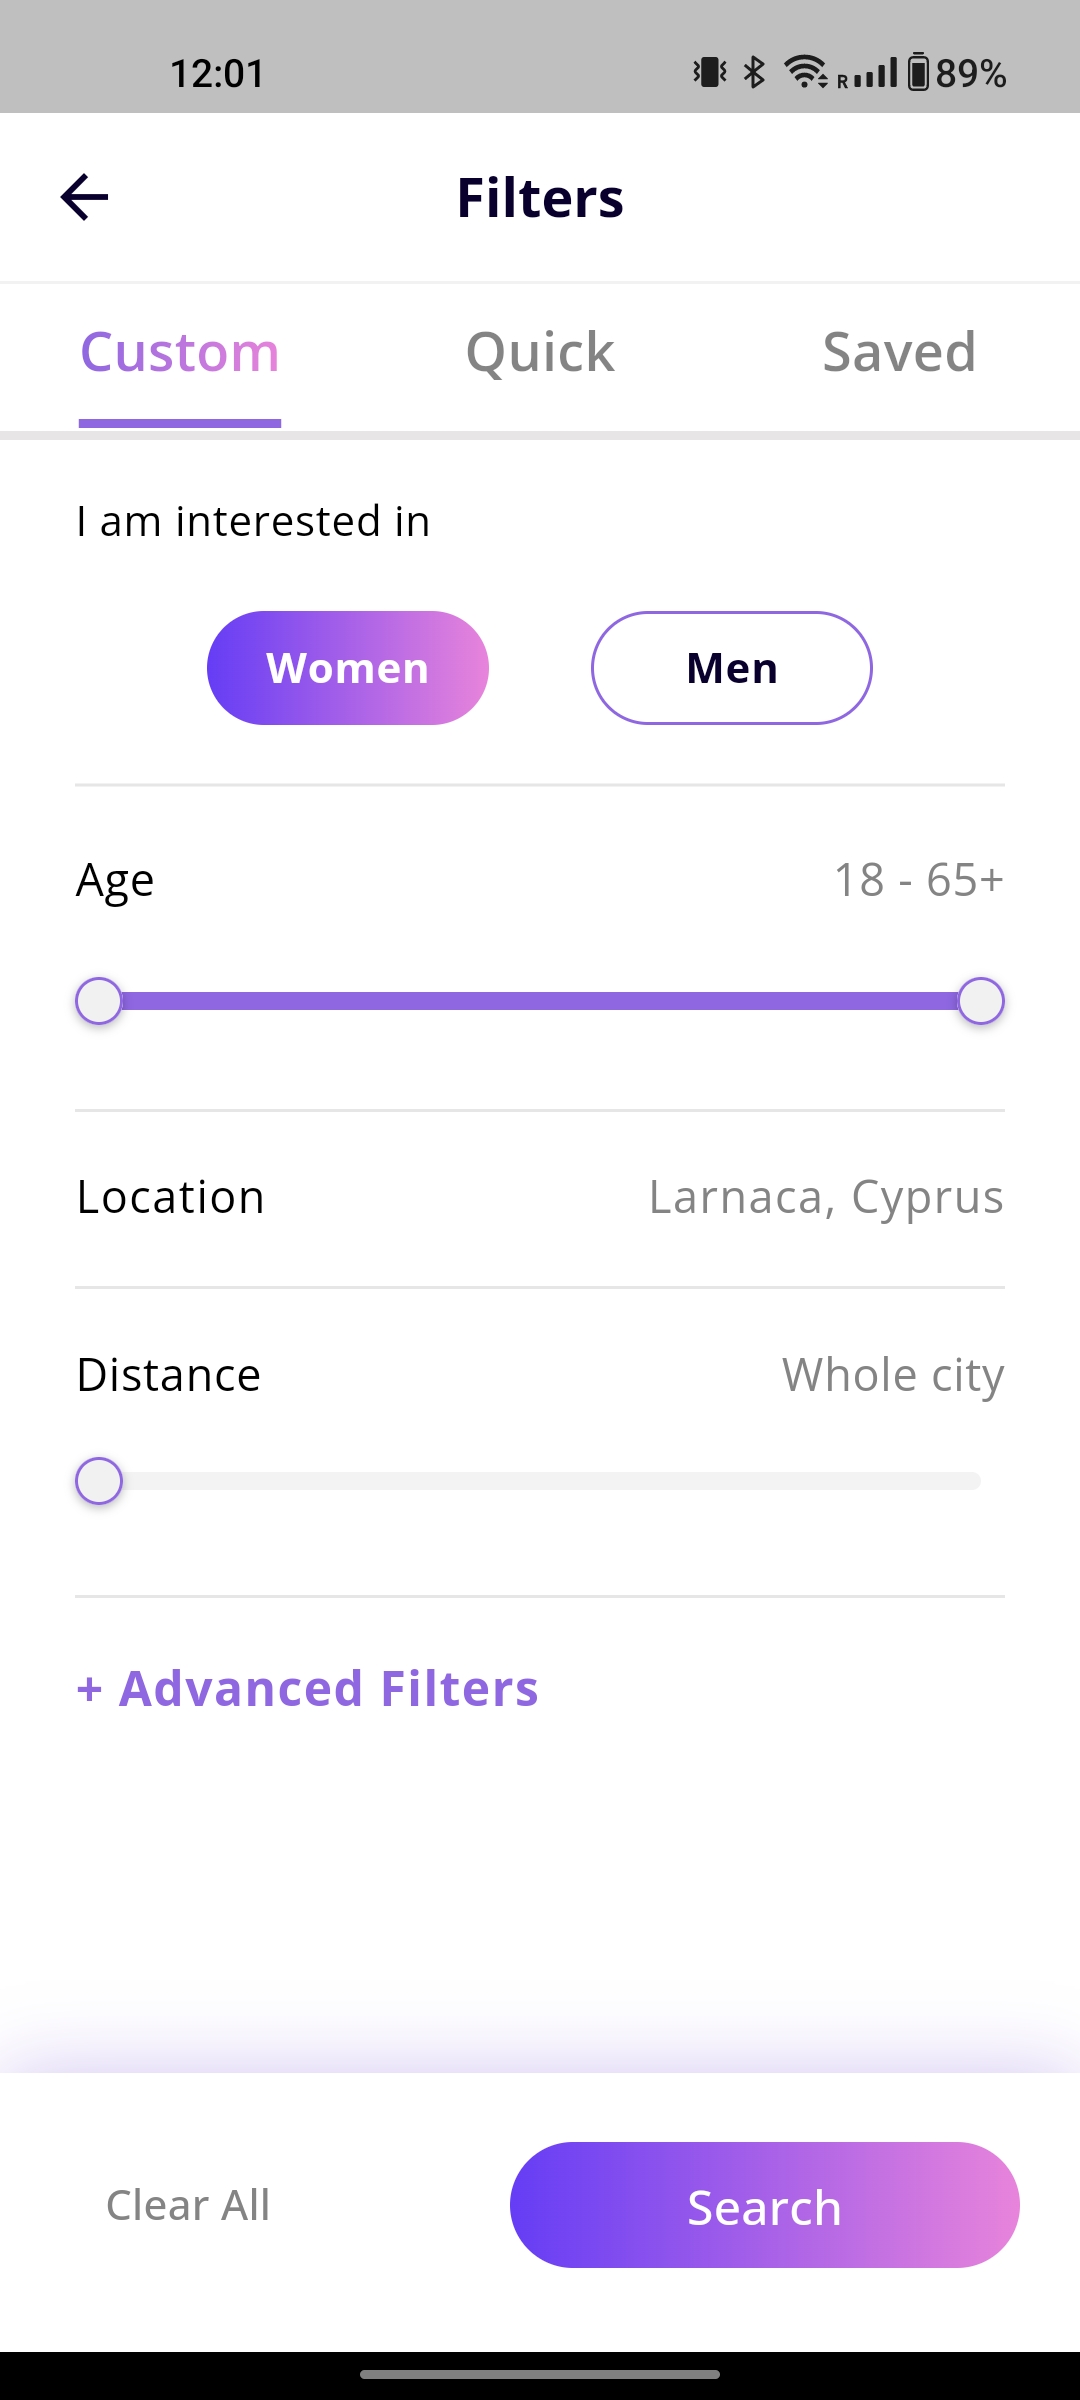 12:01 R 89%
Filters
Custom Quick Saved
I am interested in
Women Men
Age 18 - 65+
Location Larnaca, Cyprus
Distance Whole city
+ Advanced Filters
Clear All Search